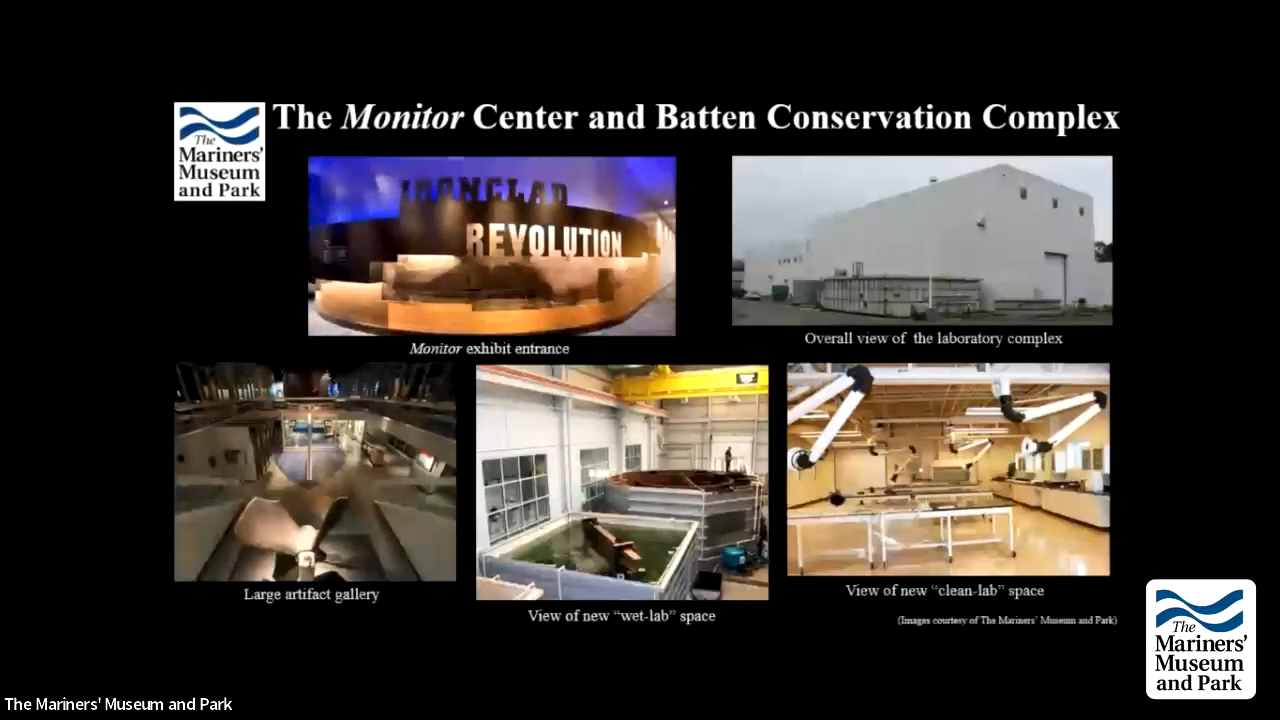 The Monitor Center and Batten Conservation Complex
The
Mariners'
Museum
and Park
IRONCLAD
REVOLUTION
Monitor exhibit entrance
Overall view of the laboratory complex
Large artifact gallery
View of new “wet-lab” space
View of new “clean-lab” space
(Images courtesy of The Mariners' Museum and Park)
The
Mariners'
Museum
and Park
The Mariners' Museum and Park